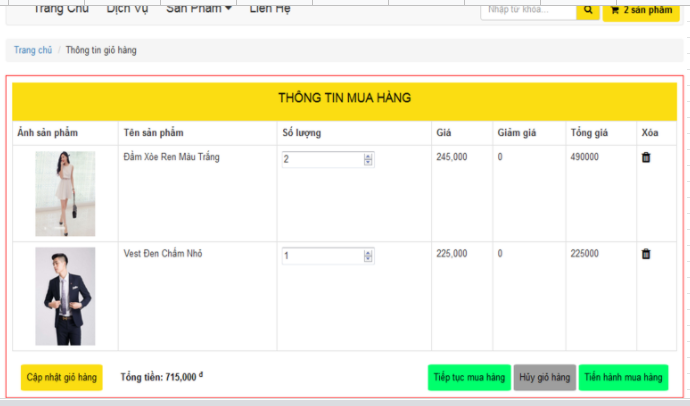 Trang Chủ Dịch Vụ Sản Phẩm Liên Hệ Nhập từ khóa... 2 sản phẩm
Trang chủ / Thông tin giỏ hàng
THÔNG TIN MUA HÀNG
Ảnh sản phẩm Tên sản phẩm Số lượng Giá Giảm giá Tổng giá Xóa
Đầm Xòe Ren Màu Trắng 2 245,000 0 490000
Vest Đen Chấm Nhỏ 1 225,000 0 225000
Cập nhật giỏ hàng Tổng tiền: 715,000 đ Tiếp tục mua hàng Hủy giỏ hàng Tiến hành mua hàng